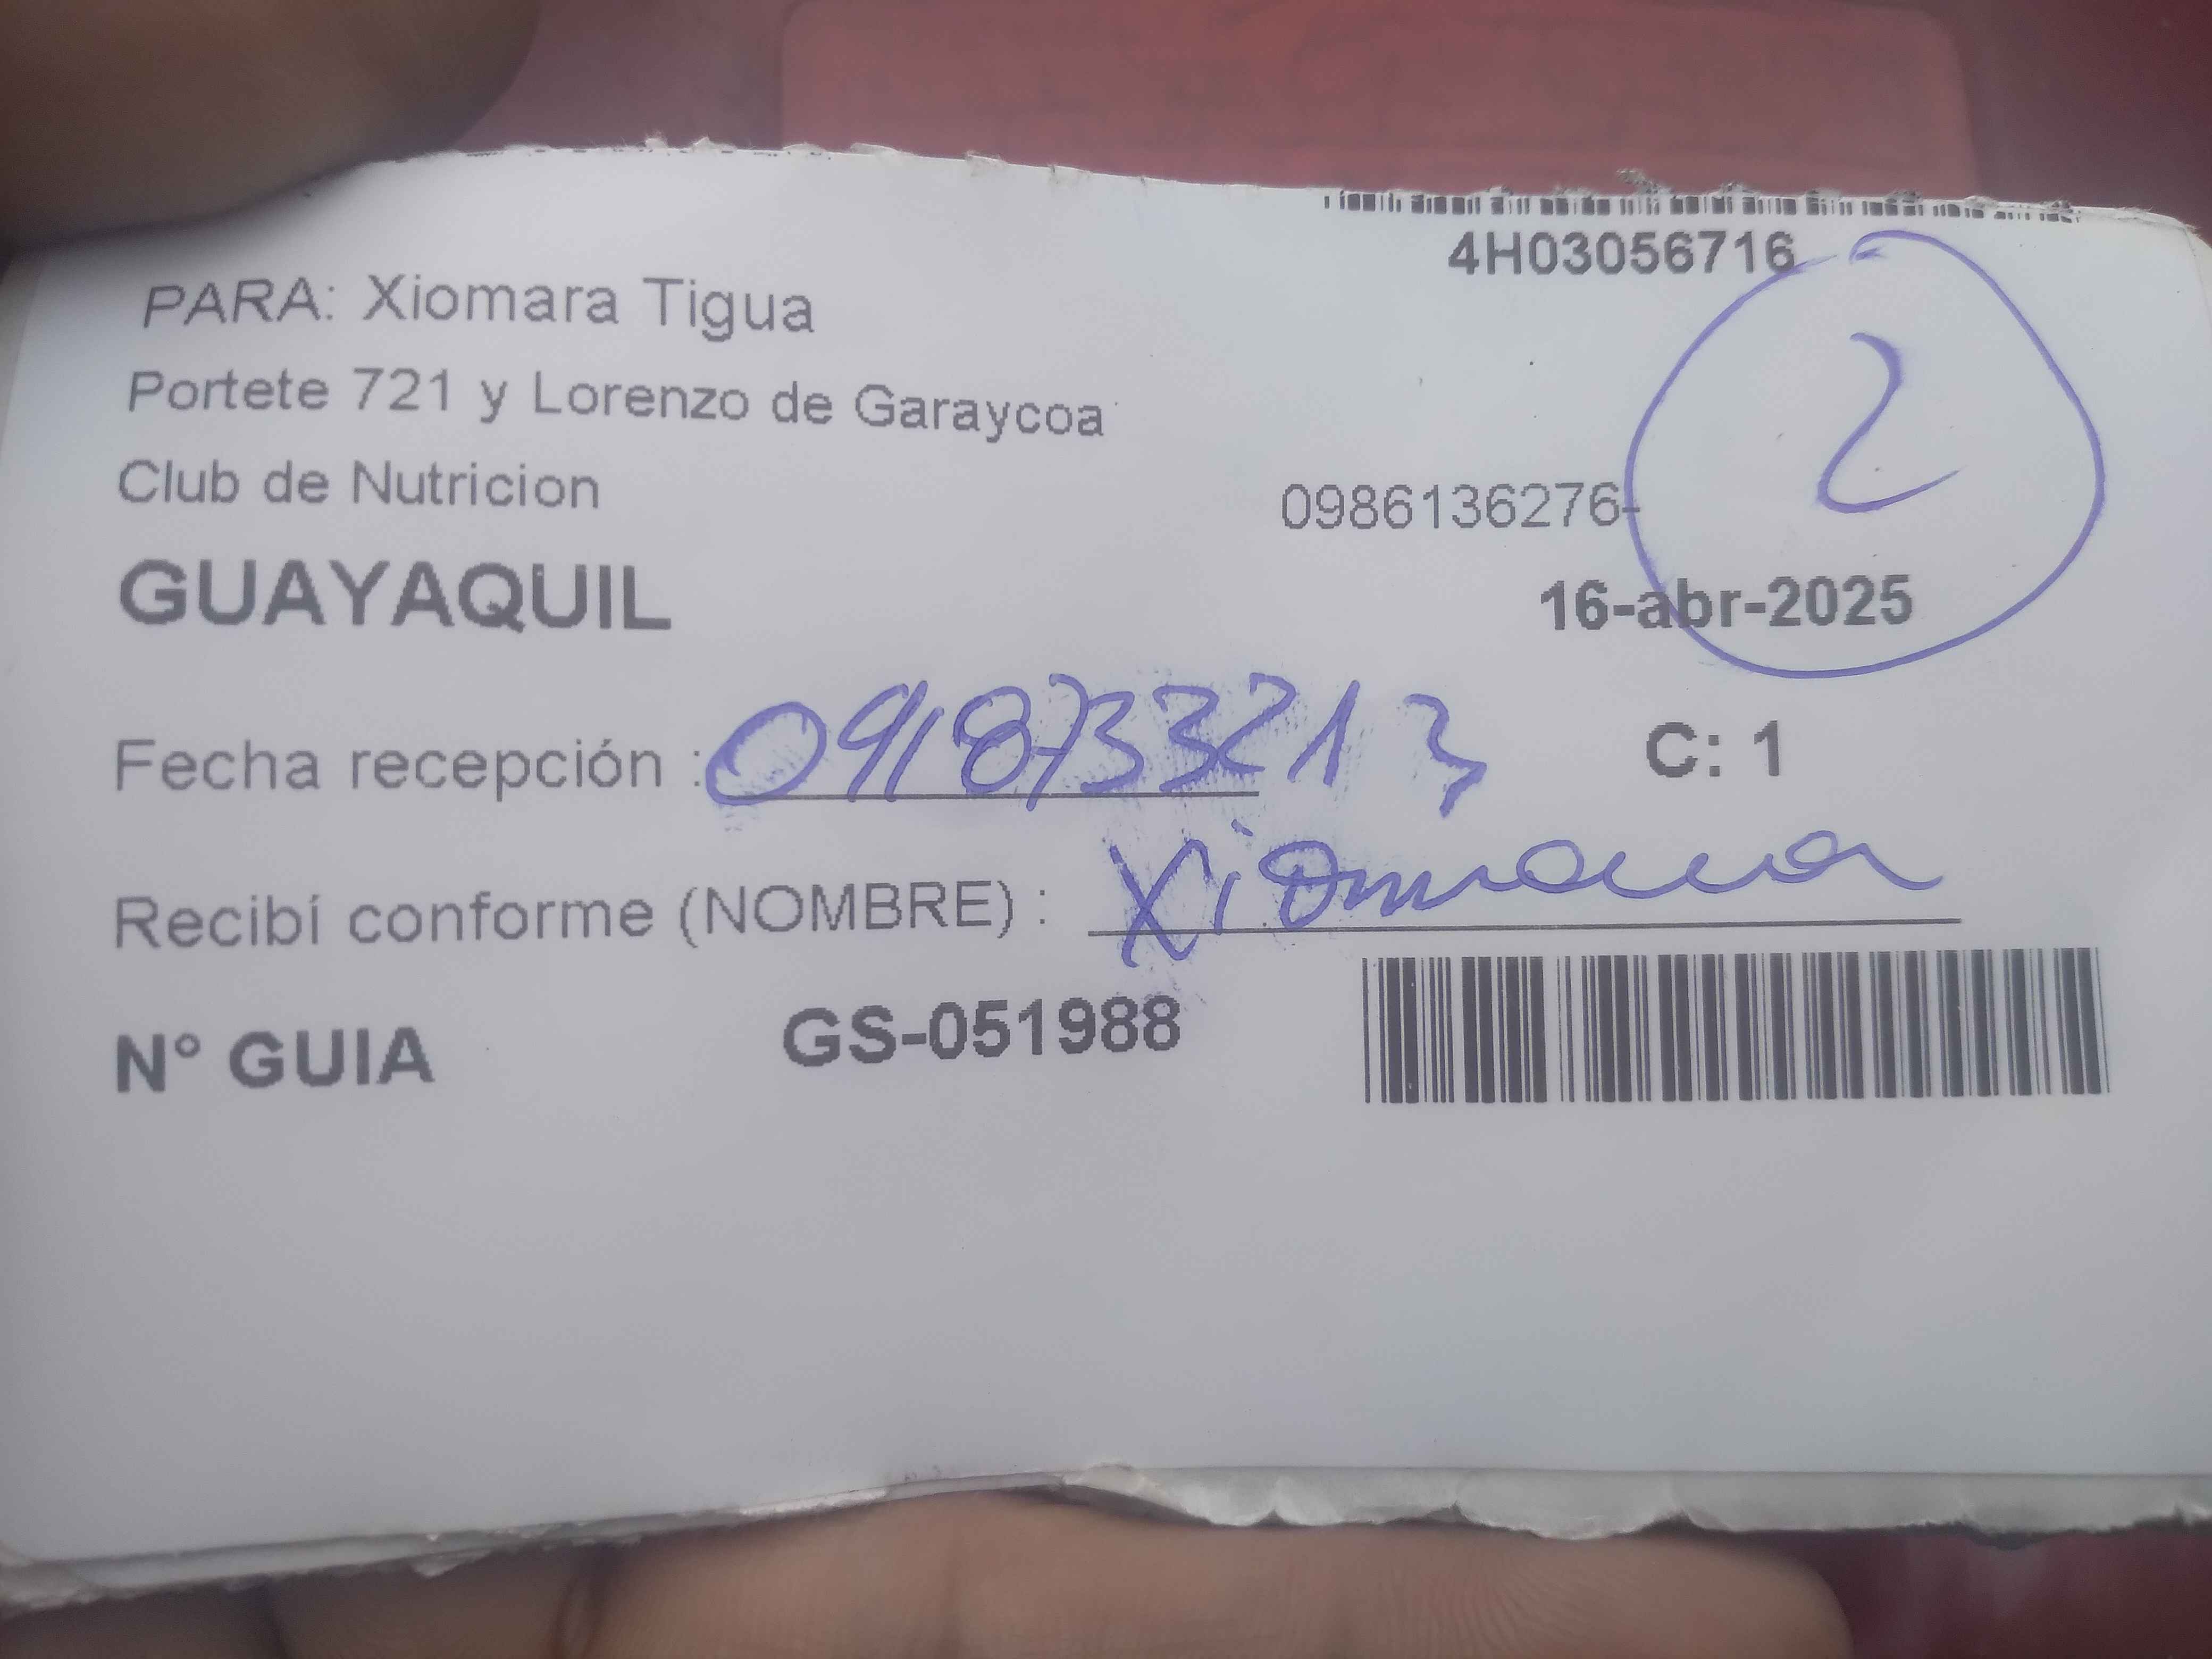 4H03056716
PARA: Xiomara Tigua
Portete 721 y Lorenzo de Garaycoa
Club de Nutricion
0986136276-
2
GUAYAQUIL
16-abr-2025
Fecha recepción : 0918733213
C: 1
Recibí conforme (NOMBRE) : Xiomara
N° GUIA GS-051988